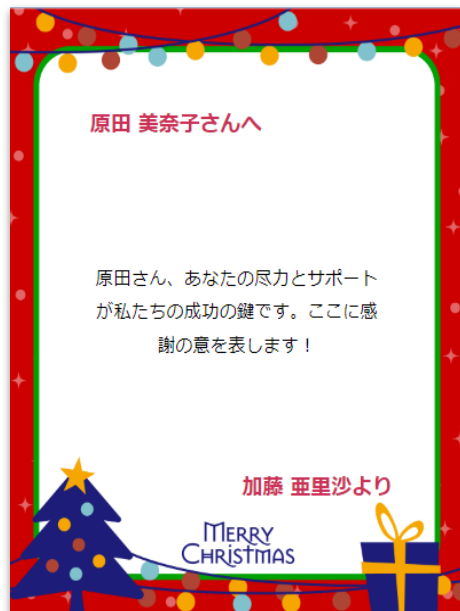 原田 美奈子さんへ
原田さん、あなたの尽力とサポート
が私たちの成功の鍵です。ここに感
謝の意を表します！
加藤 亜里沙より
MERRY
CHRISTMAS